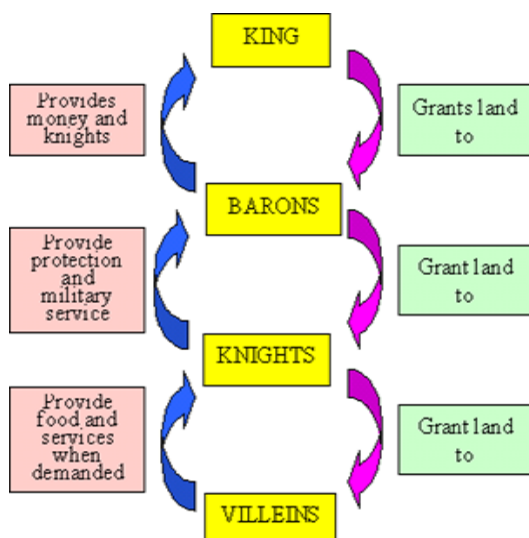 KING
Provides
money and
knights
Grants land
to
BARONS
Provide
protection
and
military
service
Grant land
to
KNIGHTS
Provide
food and
services
when
demanded
Grant land
to
VILLEINS